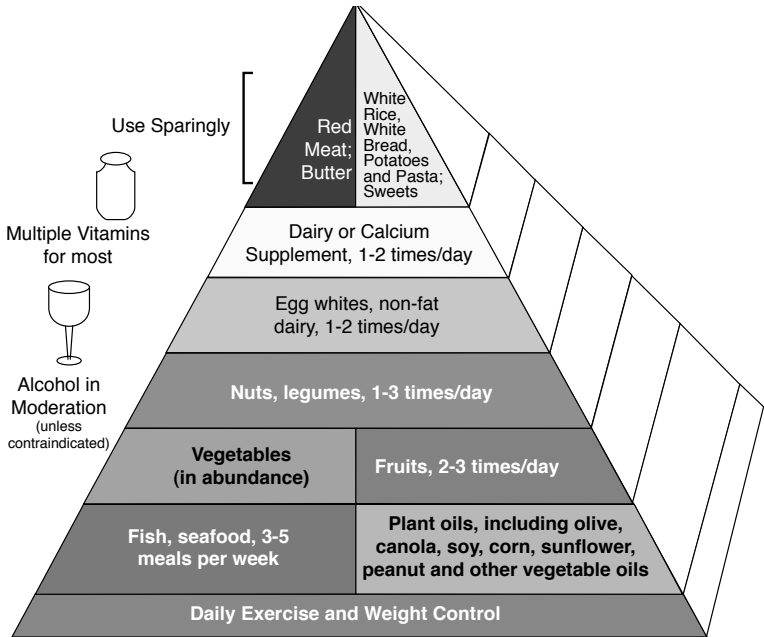 Use Sparingly
Red
Meat;
Butter
White
Rice,
White
Bread,
Potatoes
and Pasta;
Sweets
Multiple Vitamins
for most
Dairy or Calcium
Supplement, 1-2 times/day
Egg whites, non-fat
dairy, 1-2 times/day
Alcohol in
Moderation
(unless
contraindicated)
Nuts, legumes, 1-3 times/day
Vegetables
(in abundance)
Fruits, 2-3 times/day
Fish, seafood, 3-5
meals per week
Plant oils, including olive,
canola, soy, corn, sunflower,
peanut and other vegetable oils
Daily Exercise and Weight Control